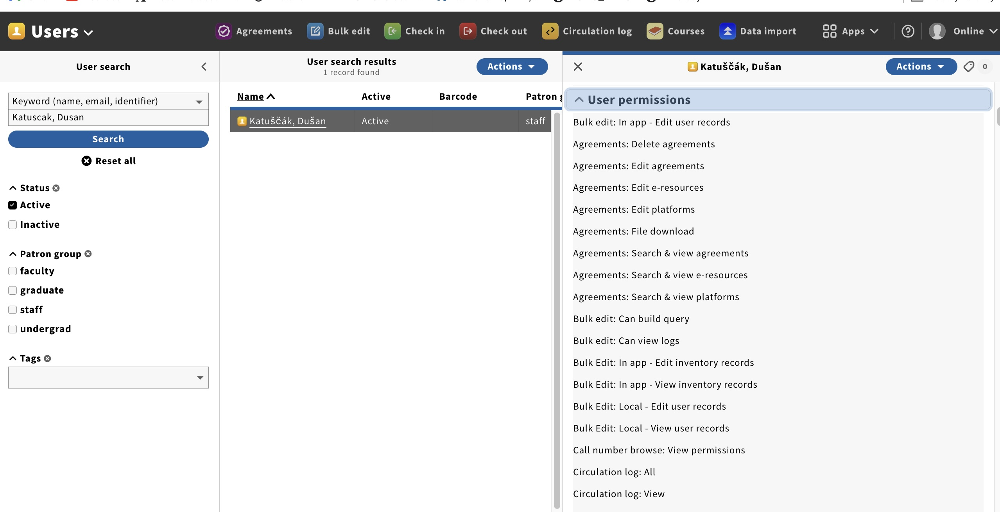 Users
Agreements
Bulk edit
Check in
Check out
Circulation log
Courses
Data import
Apps
Online
User search
Keyword (name, email, identifier)
Katuscak, Dusan
Search
Reset all
Status
Active
Inactive
Patron group
faculty
graduate
staff
undergrad
Tags
User search results
1 record found
Actions
Name Active Barcode Patron g
Katuščák, Dušan Active staff
Katuščák, Dušan
Actions
0
User permissions
Bulk edit: In app - Edit user records
Agreements: Delete agreements
Agreements: Edit agreements
Agreements: Edit e-resources
Agreements: Edit platforms
Agreements: File download
Agreements: Search & view agreements
Agreements: Search & view e-resources
Agreements: Search & view platforms
Bulk edit: Can build query
Bulk edit: Can view logs
Bulk Edit: In app - Edit inventory records
Bulk Edit: In app - View inventory records
Bulk Edit: Local - Edit user records
Bulk Edit: Local - View user records
Call number browse: View permissions
Circulation log: All
Circulation log: View